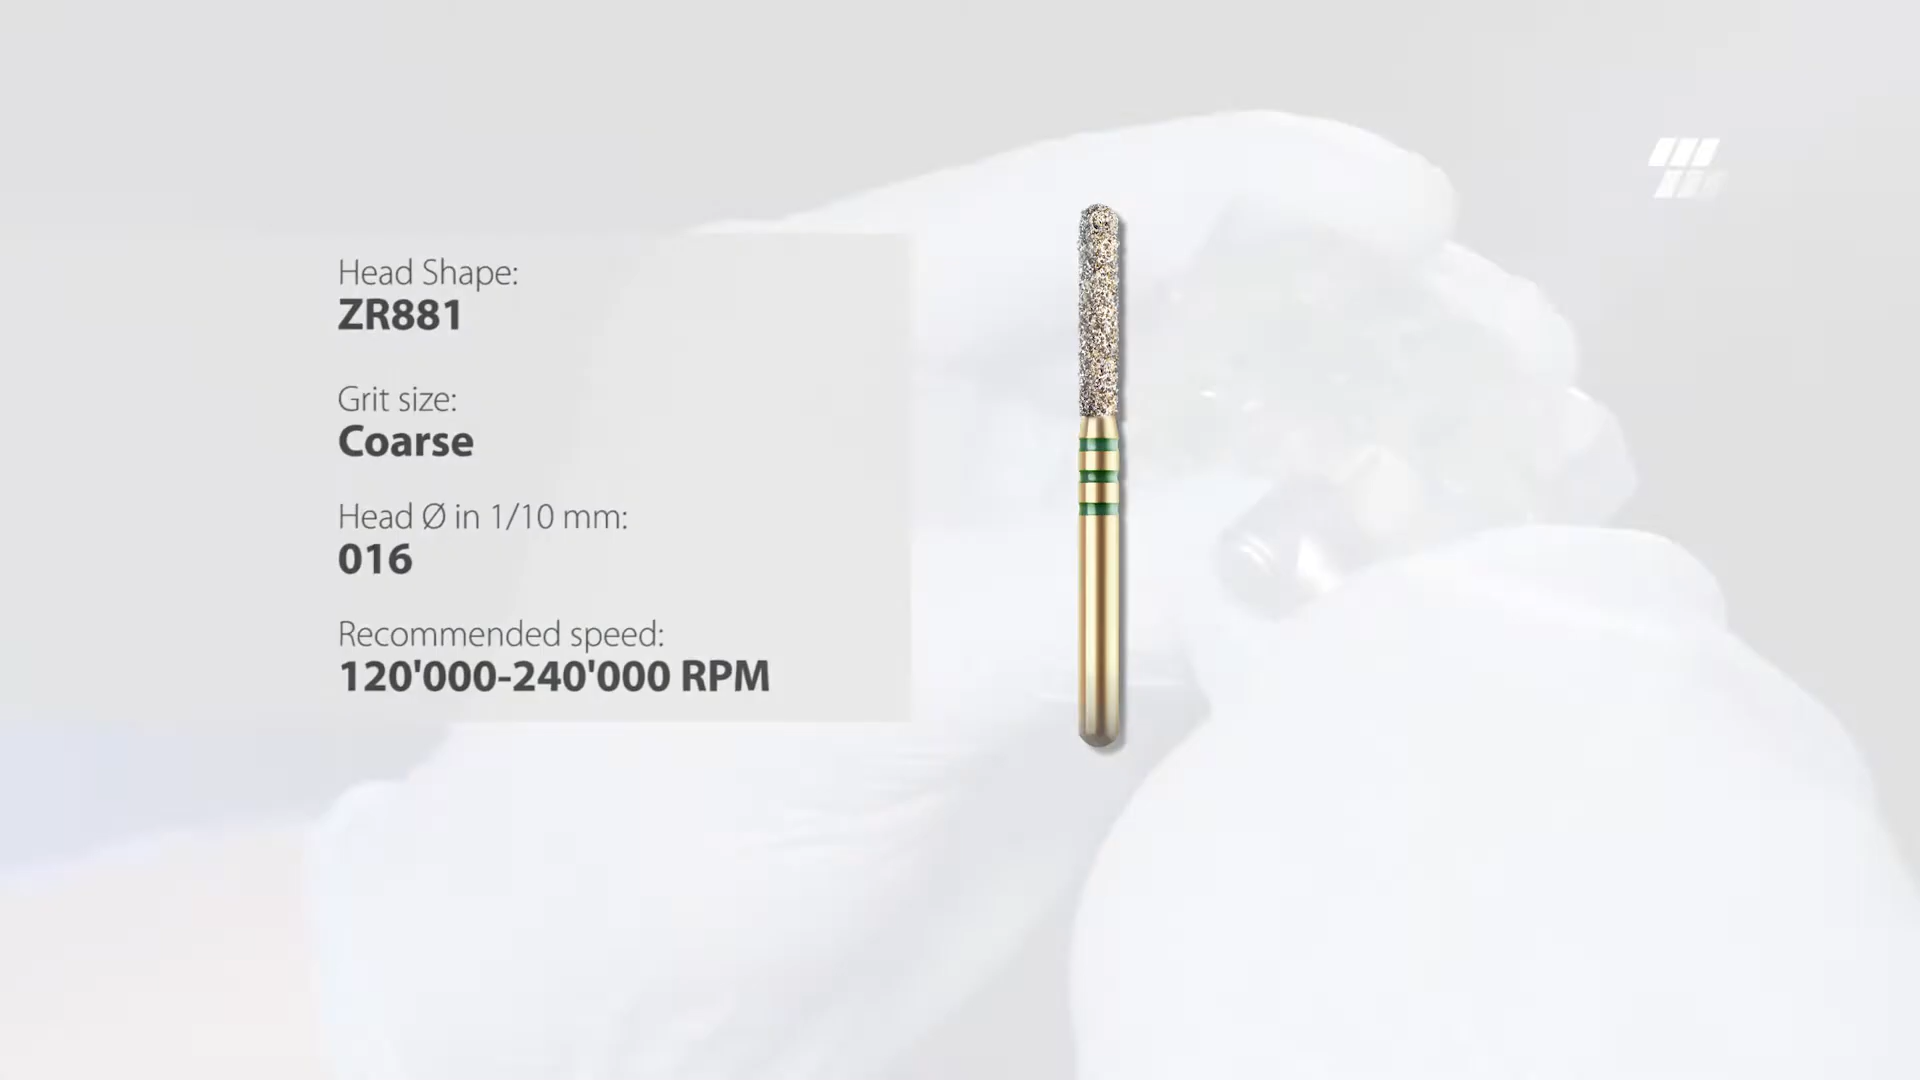 Head Shape:
ZR881
Grit size:
Coarse
Head Ø in 1/10 mm:
016
Recommended speed:
120'000-240'000 RPM